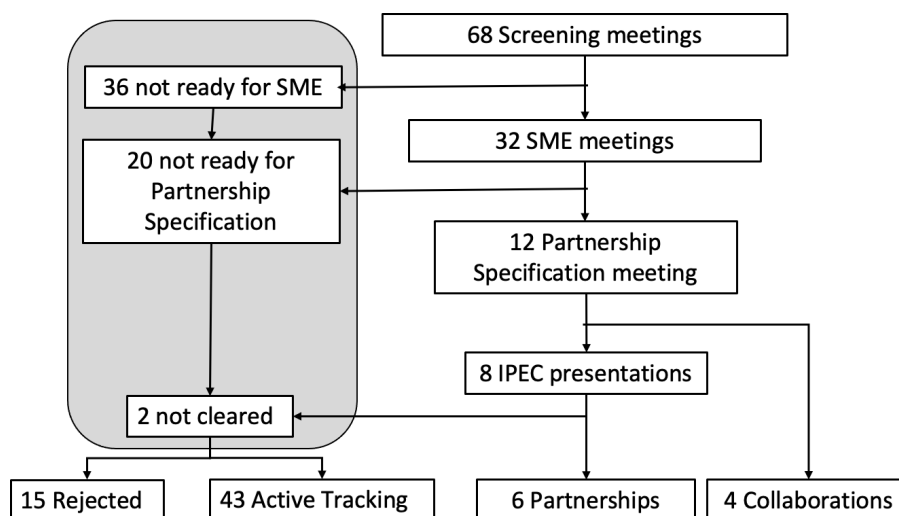 68 Screening meetings
36 not ready for SME
32 SME meetings
20 not ready for
Partnership
Specification
12 Partnership
Specification meeting
8 IPEC presentations
2 not cleared
15 Rejected
43 Active Tracking
6 Partnerships
4 Collaborations